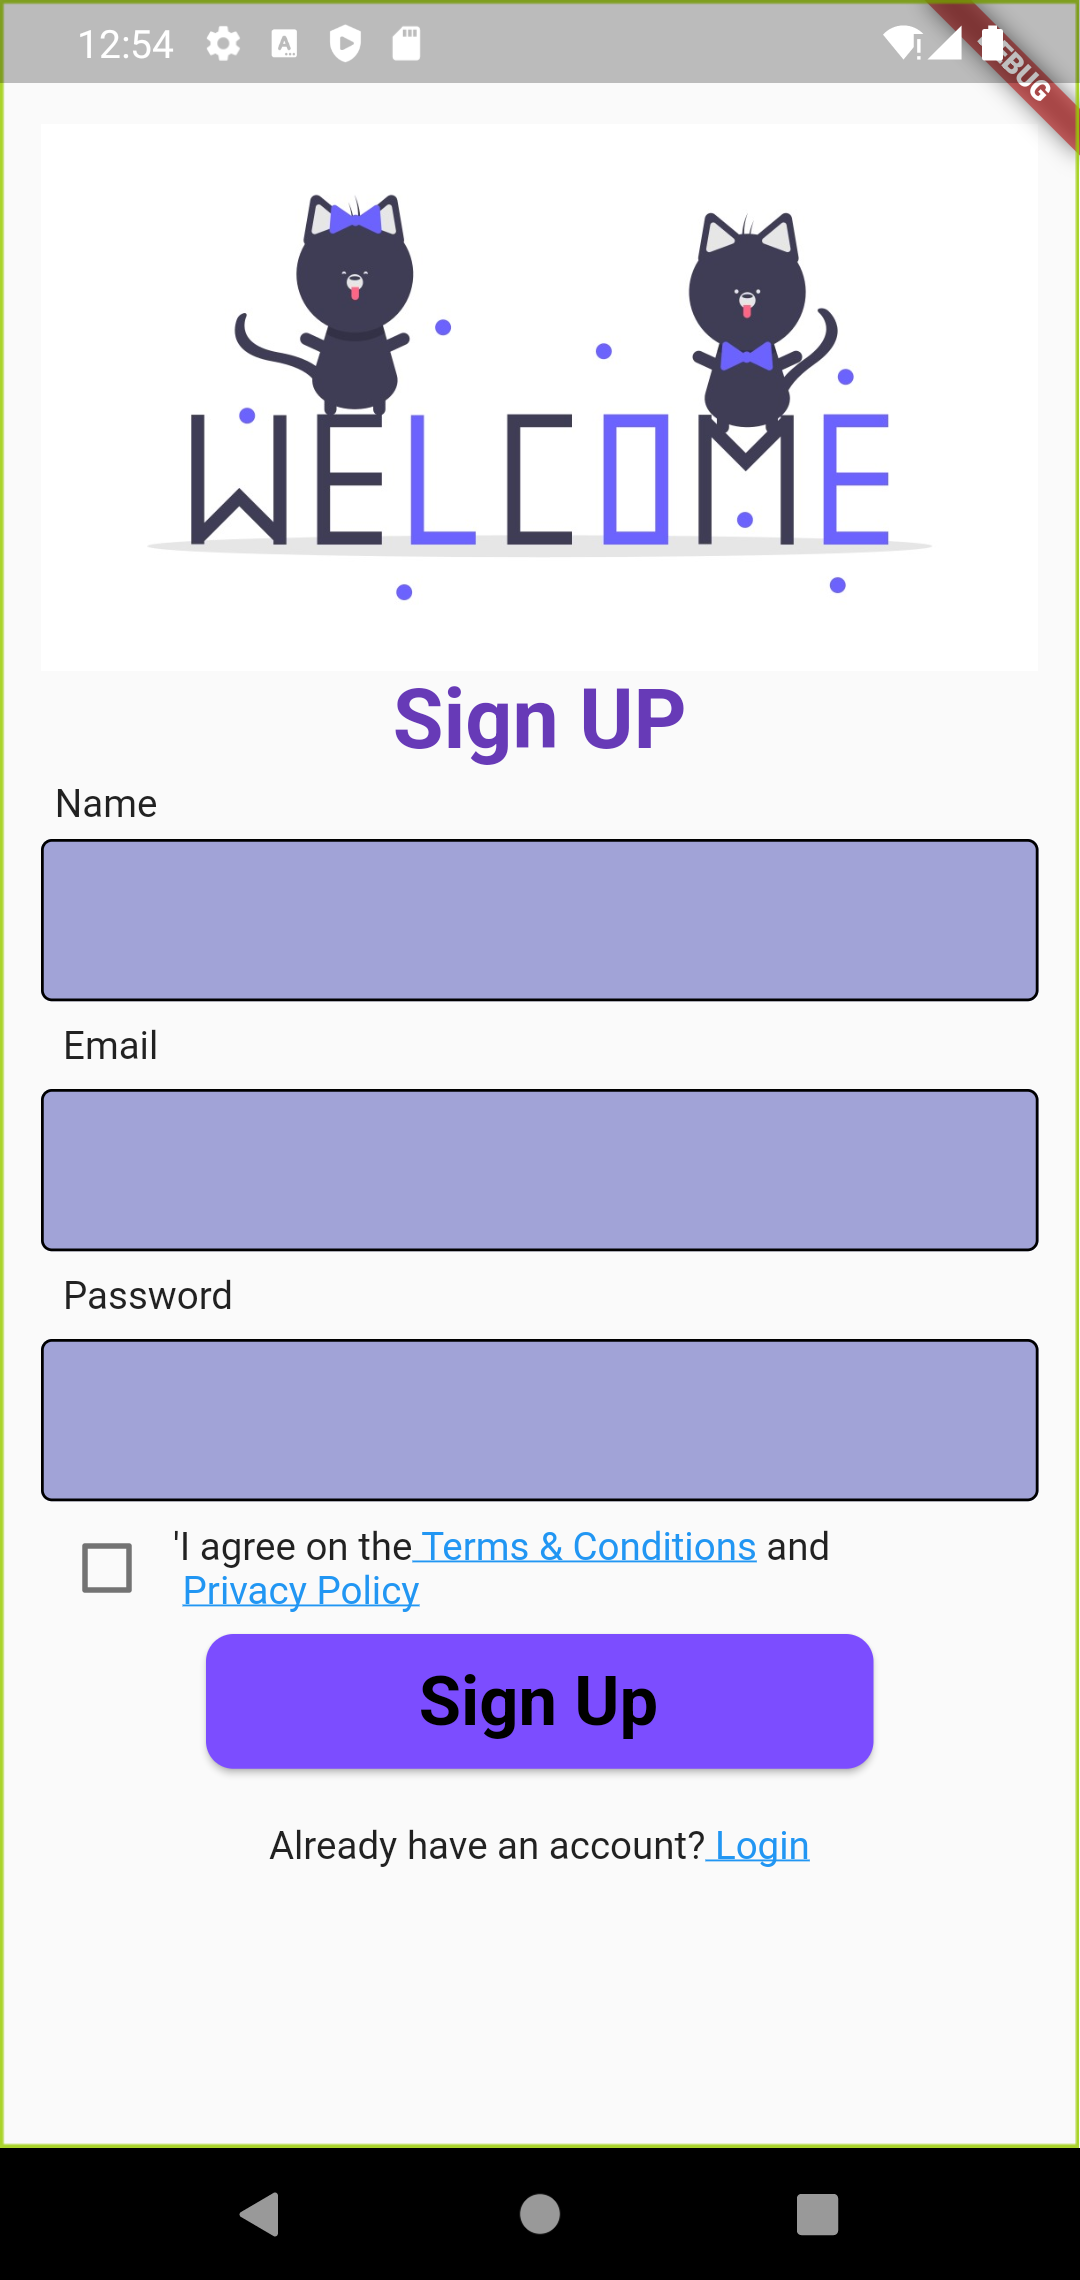 12:54
DEBUG
WELCOME
Sign UP
Name
Email
Password
'I agree on the Terms & Conditions and
Privacy Policy
Sign Up
Already have an account? Login